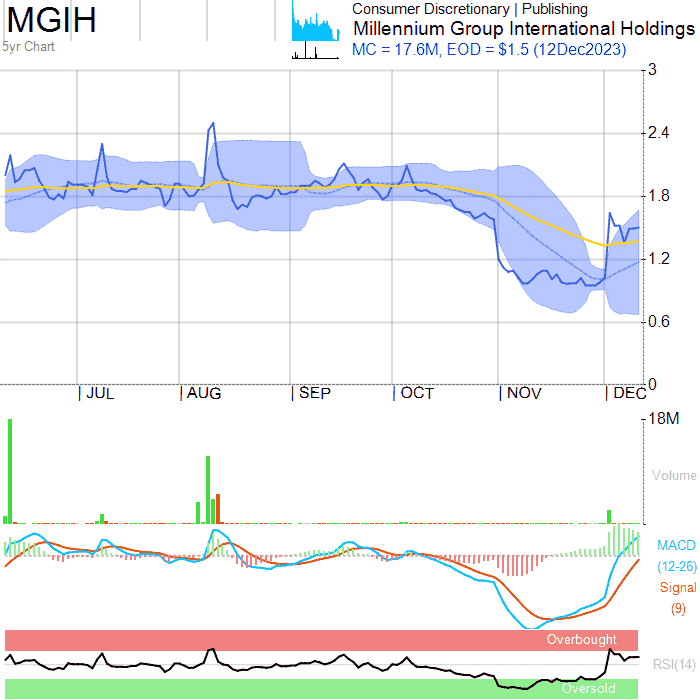 MGIH
5yr Chart
Consumer Discretionary | Publishing
Millennium Group International Holdings
MC = 17.6M, EOD = $1.5 (12Dec2023)
3
2.4
1.8
1.2
0.6
0
| JUL | AUG | SEP | OCT | NOV | DEC
18M
Volume
MACD
(12-26)
Signal
(9)
Overbought
RSI(14)
Oversold